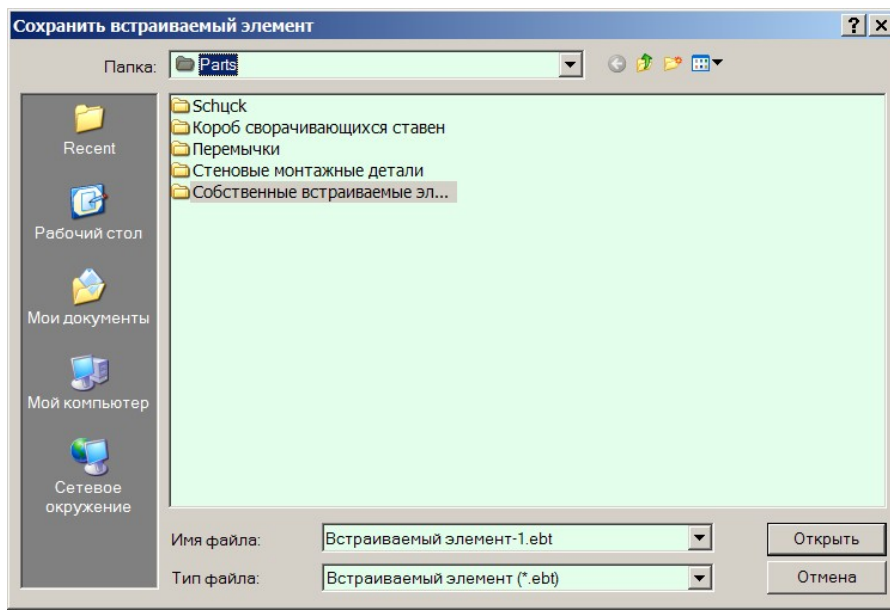 Сохранить встраиваемый элемент
Папка: Parts
Recent
Рабочий стол
Мои документы
Мой компьютер
Сетевое
окружение
Schцck
Короб сворачивающихся ставен
Перемычки
Стеновые монтажные детали
Собственные встраиваемые эл...
Имя файла: Встраиваемый элемент-1.ebt Открыть
Тип файла: Встраиваемый элемент (*.ebt) Отмена